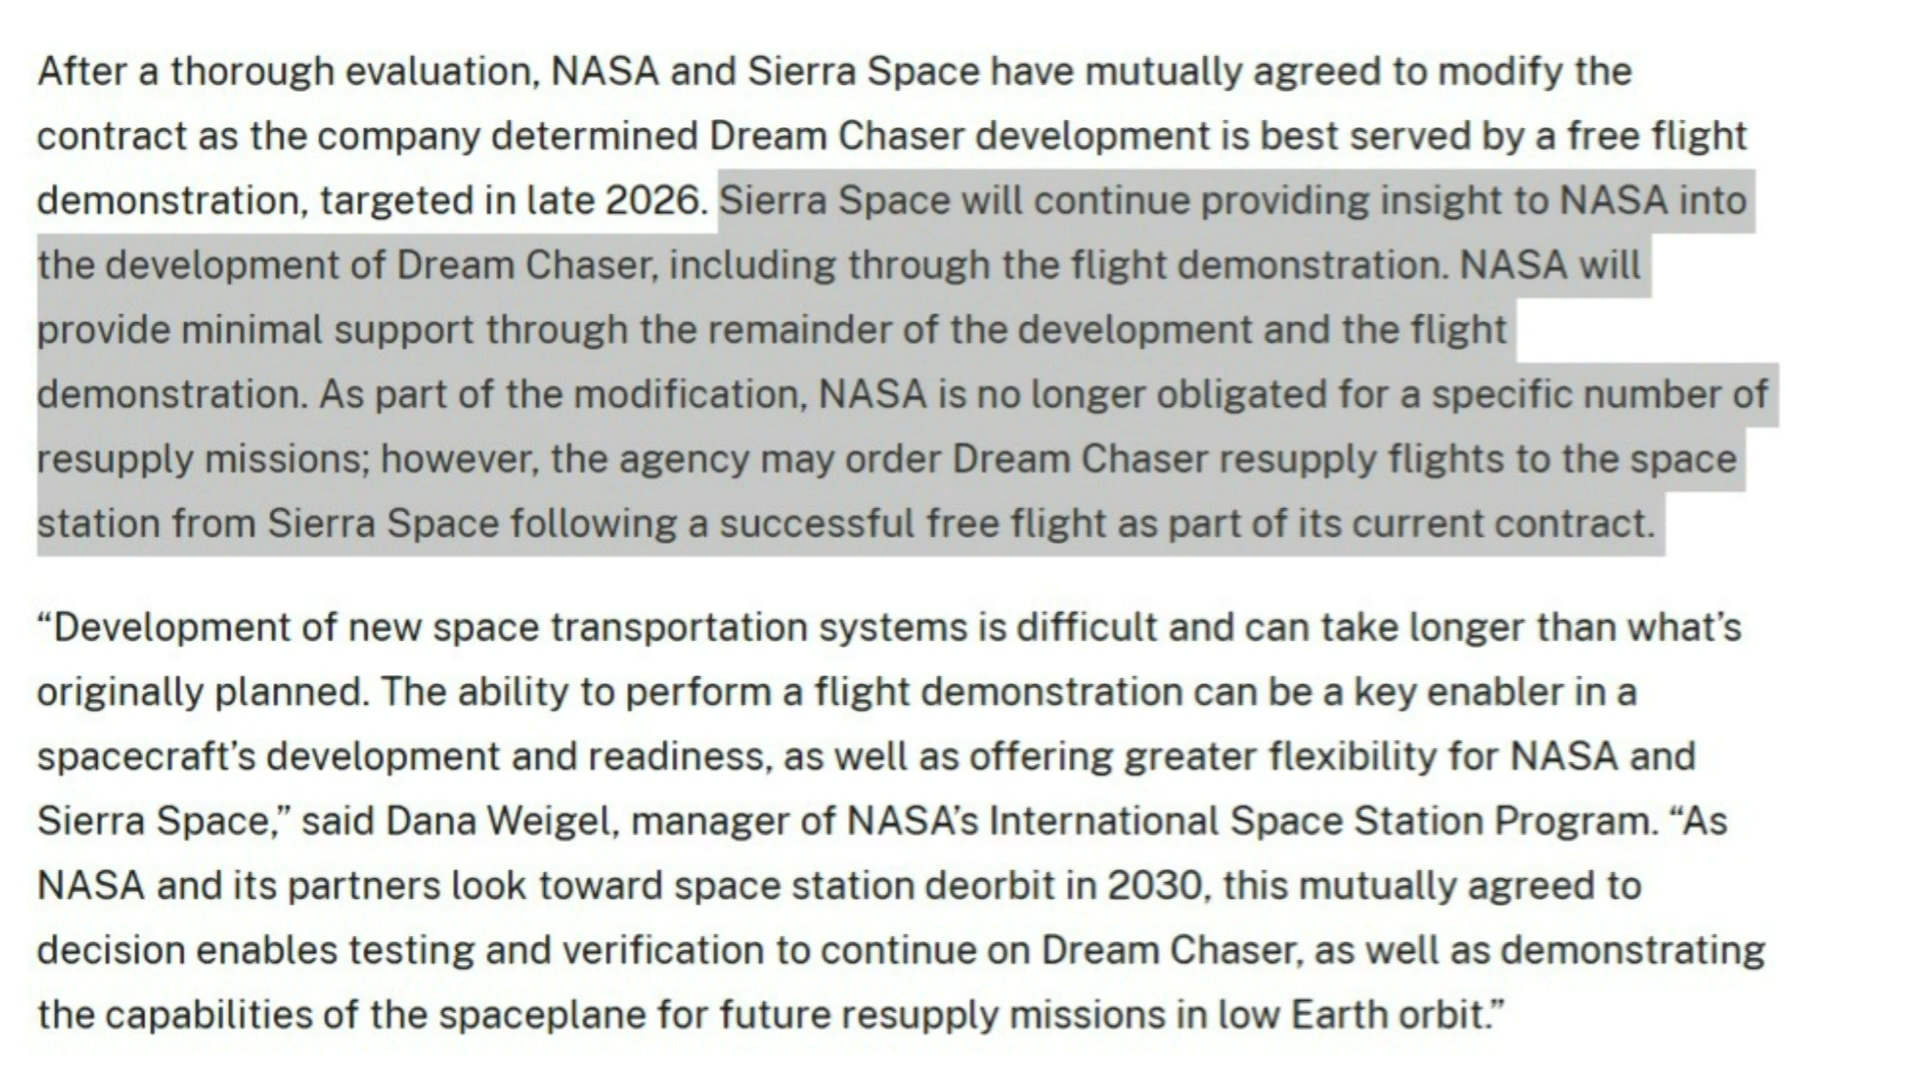 After a thorough evaluation, NASA and Sierra Space have mutually agreed to modify the
contract as the company determined Dream Chaser development is best served by a free flight
demonstration, targeted in late 2026. Sierra Space will continue providing insight to NASA into
the development of Dream Chaser, including through the flight demonstration. NASA will
provide minimal support through the remainder of the development and the flight
demonstration. As part of the modification, NASA is no longer obligated for a specific number of
resupply missions; however, the agency may order Dream Chaser resupply flights to the space
station from Sierra Space following a successful free flight as part of its current contract.
“Development of new space transportation systems is difficult and can take longer than what’s
originally planned. The ability to perform a flight demonstration can be a key enabler in a
spacecraft’s development and readiness, as well as offering greater flexibility for NASA and
Sierra Space,” said Dana Weigel, manager of NASA’s International Space Station Program. “As
NASA and its partners look toward space station deorbit in 2030, this mutually agreed to
decision enables testing and verification to continue on Dream Chaser, as well as demonstrating
the capabilities of the spaceplane for future resupply missions in low Earth orbit.”